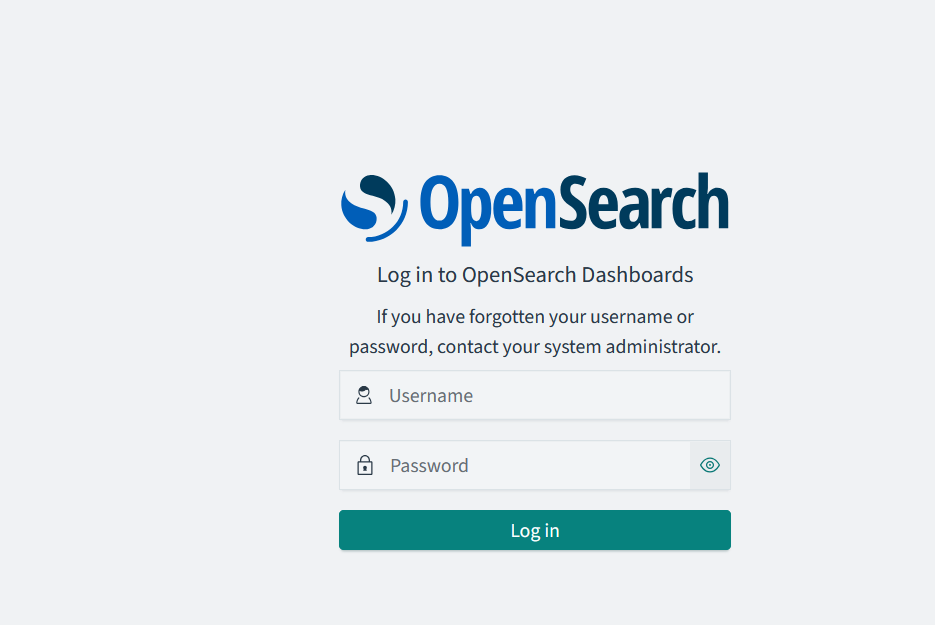 OpenSearch
Log in to OpenSearch Dashboards
If you have forgotten your username or
password, contact your system administrator.
Username
Password
Log in